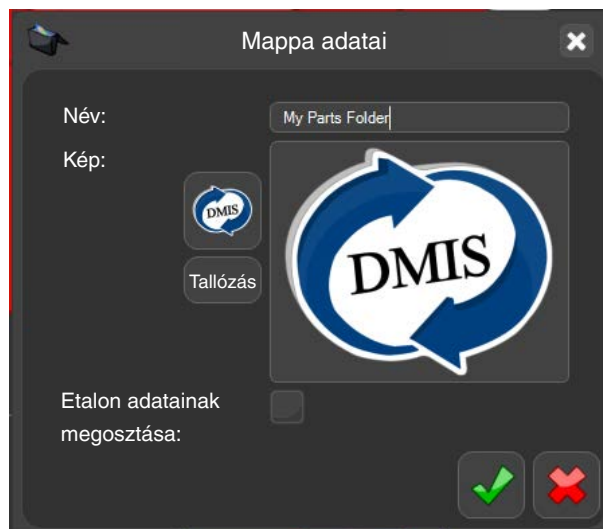 Mappa adatai
Név:
My Parts Folder
Kép:
DMIS
DMIS
Tallózás
Etalon adatainak
megosztása: